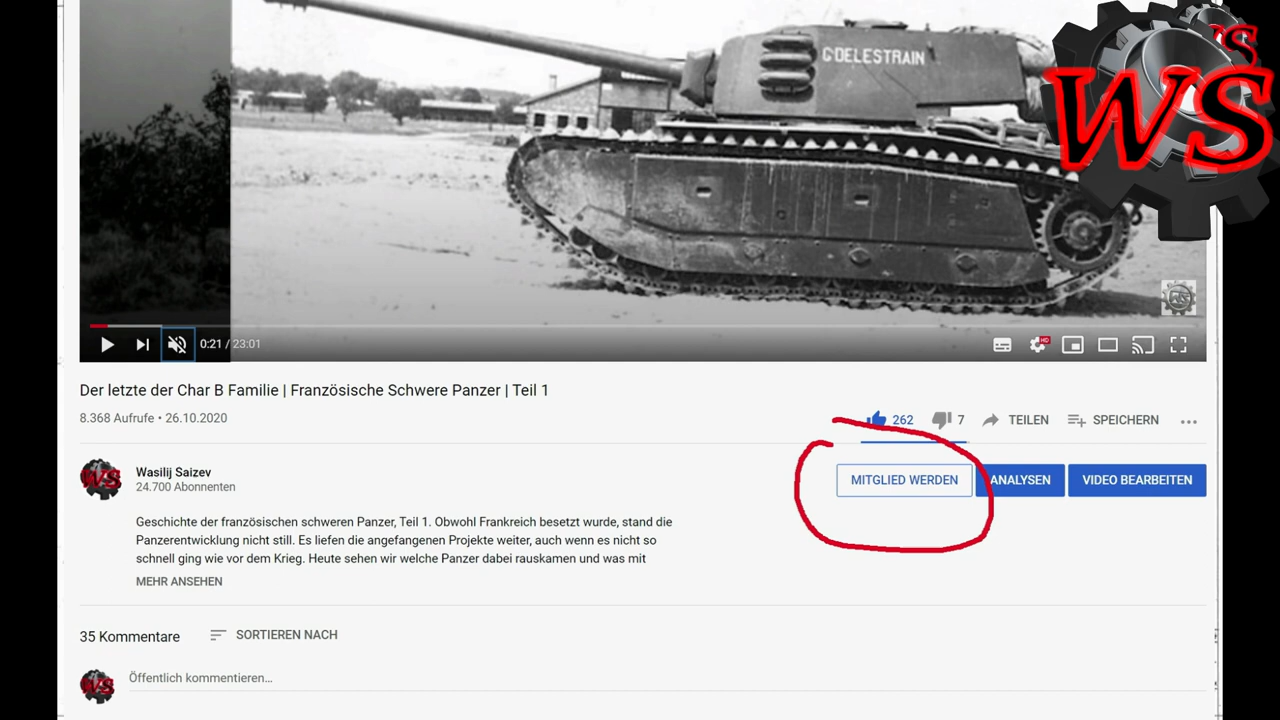 G·DELESTRAIN
WS
WS
0:21 / 23:01
HD
Der letzte der Char B Familie | Französische Schwere Panzer | Teil 1
8.368 Aufrufe • 26.10.2020
262
7
TEILEN
SPEICHERN
WS
Wasilij Saizev
24.700 Abonnenten
MITGLIED WERDEN
ANALYSEN
VIDEO BEARBEITEN
Geschichte der französischen schweren Panzer, Teil 1. Obwohl Frankreich besetzt wurde, stand die
Panzerentwicklung nicht still. Es liefen die angefangenen Projekte weiter, auch wenn es nicht so
schnell ging wie vor dem Krieg. Heute sehen wir welche Panzer dabei rauskamen und was mit
MEHR ANSEHEN
35 Kommentare
SORTIEREN NACH
WS
Öffentlich kommentieren...